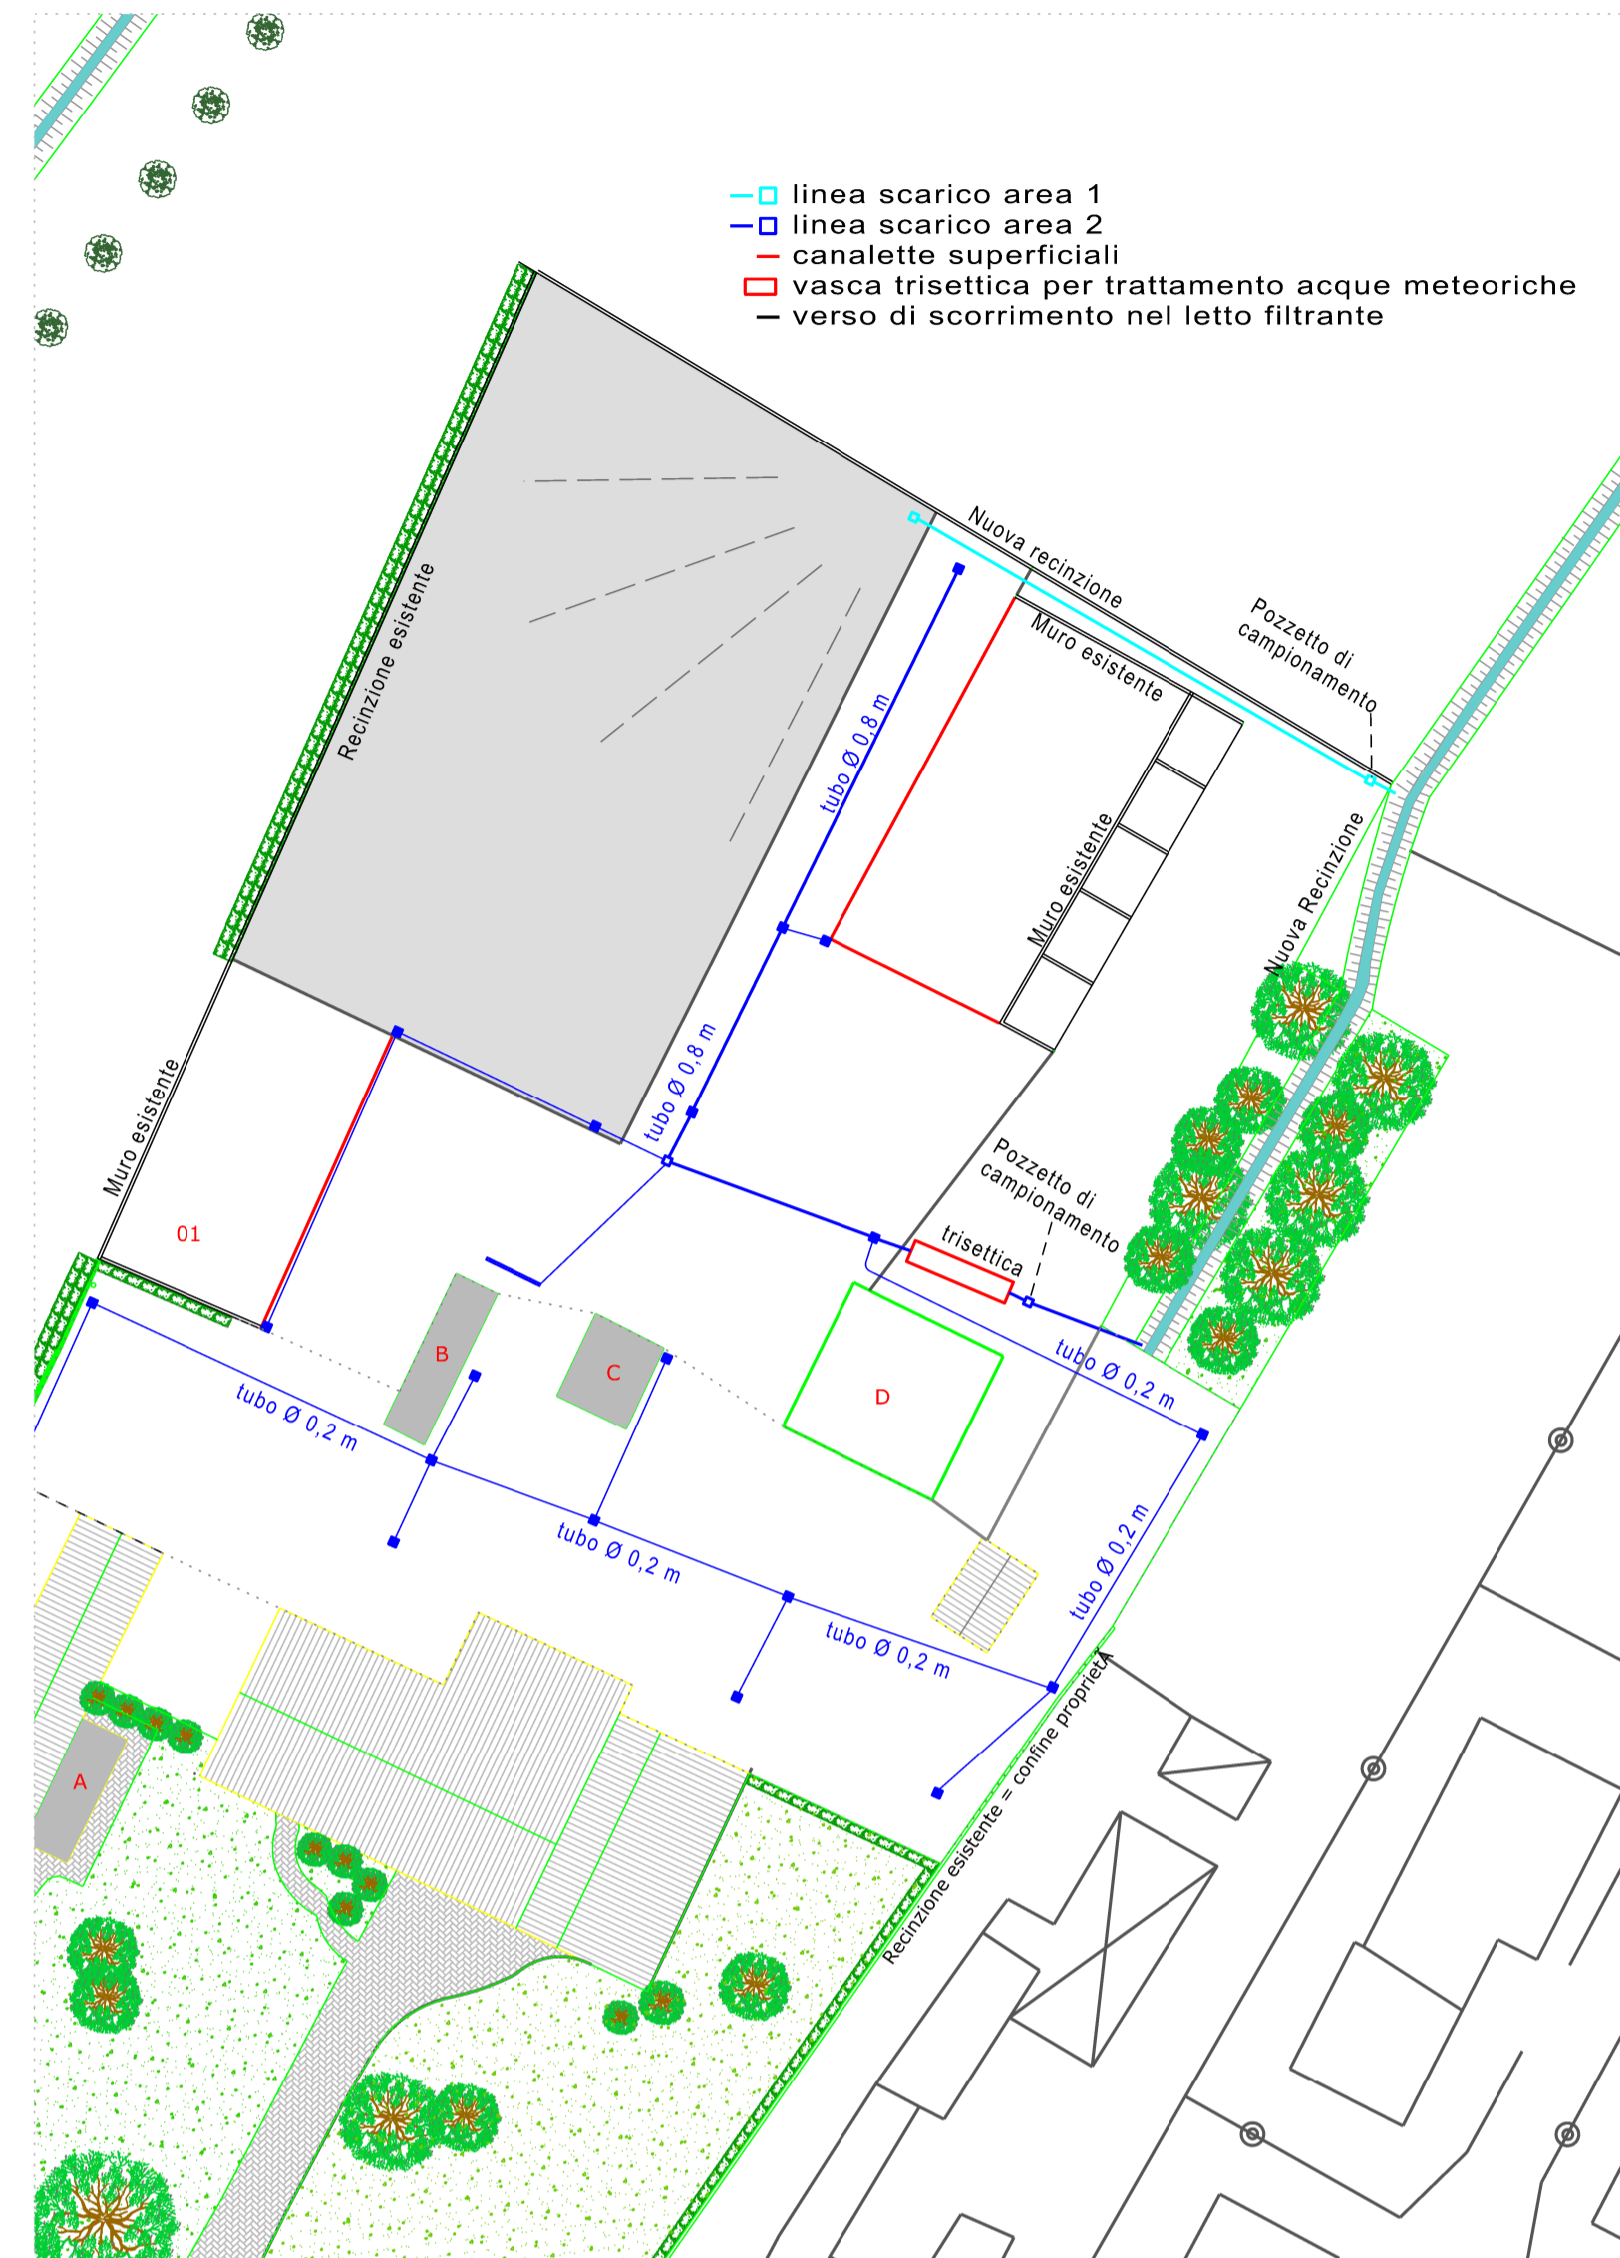 linea scarico area 1
linea scarico area 2
canalette superficiali
vasca trisettica per trattamento acque meteoriche
verso di scorrimento nel letto filtrante
Nuova recinzione
Recinzione esistente
Pozzetto di
campionamento
Muro esistente
tubo Ø 0,8 m
Muro esistente
Nuova Recinzione
tubo Ø 0,8 m
Muro esistente
Pozzetto di
campionamento
01
trisettica
B
C
D
tubo Ø 0,2 m
tubo Ø 0,2 m
tubo Ø 0,2 m
tubo Ø 0,2 m
tubo Ø 0,2 m
A
Recinzione esistente = confine proprietÀ